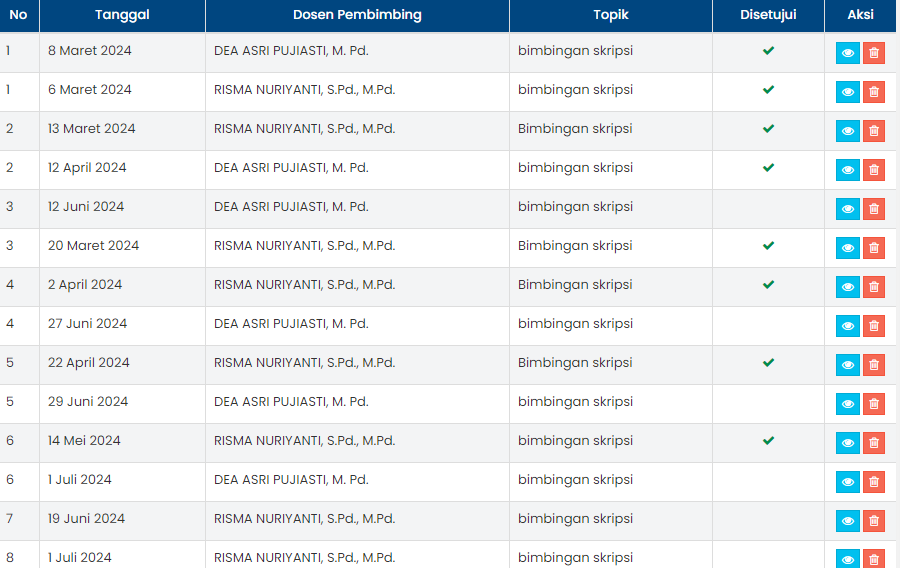 No Tanggal Dosen Pembimbing Topik Disetujui Aksi
1 8 Maret 2024 DEA ASRI PUJIASTI, M. Pd. bimbingan skripsi
1 6 Maret 2024 RISMA NURIYANTI, S.Pd., M.Pd. bimbingan skripsi
2 13 Maret 2024 RISMA NURIYANTI, S.Pd., M.Pd. Bimbingan skripsi
2 12 April 2024 DEA ASRI PUJIASTI, M. Pd. bimbingan skripsi
3 12 Juni 2024 DEA ASRI PUJIASTI, M. Pd. bimbingan skripsi
3 20 Maret 2024 RISMA NURIYANTI, S.Pd., M.Pd. Bimbingan skripsi
4 2 April 2024 RISMA NURIYANTI, S.Pd., M.Pd. Bimbingan skripsi
4 27 Juni 2024 DEA ASRI PUJIASTI, M. Pd. bimbingan skripsi
5 22 April 2024 RISMA NURIYANTI, S.Pd., M.Pd. Bimbingan skripsi
5 29 Juni 2024 DEA ASRI PUJIASTI, M. Pd. bimbingan skripsi
6 14 Mei 2024 RISMA NURIYANTI, S.Pd., M.Pd. bimbingan skripsi
6 1 Juli 2024 DEA ASRI PUJIASTI, M. Pd. bimbingan skripsi
7 19 Juni 2024 RISMA NURIYANTI, S.Pd., M.Pd. bimbingan skripsi
8 1 Juli 2024 RISMA NURIYANTI, S.Pd., M.Pd. bimbingan skripsi